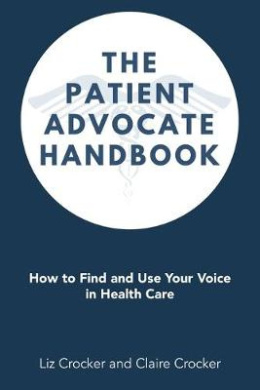 THE
PATIENT
ADVOCATE
HANDBOOK
How to Find and Use Your Voice
in Health Care
Liz Crocker and Claire Crocker